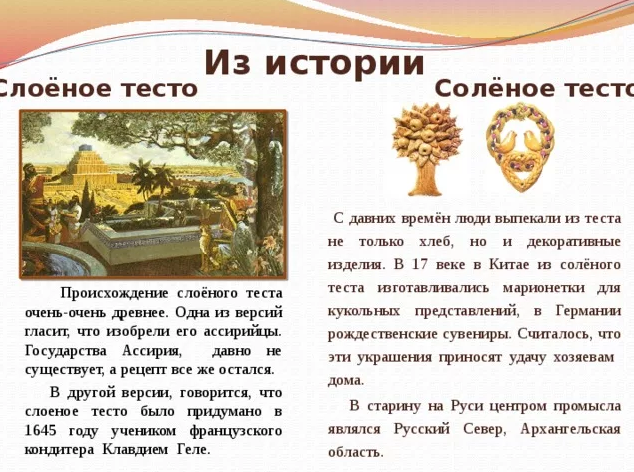 Из истории
Слоёное тесто
Солёное тесто
Происхождение слоёного теста
очень-очень древнее. Одна из версий
гласит, что изобрели его ассирийцы.
Государства Ассирия, давно не
существует, а рецепт все же остался.
В другой версии, говорится, что
слоеное тесто было придумано в
1645 году учеником французского
кондитера Клавдием Геле.
С давних времён люди выпекали из теста
не только хлеб, но и декоративные
изделия. В 17 веке в Китае из солёного
теста изготавливались марионетки для
кукольных представлений, в Германии
рождественские сувениры. Считалось, что
эти украшения приносят удачу хозяевам
дома.
В старину на Руси центром промысла
являлся Русский Север, Архангельская
область.